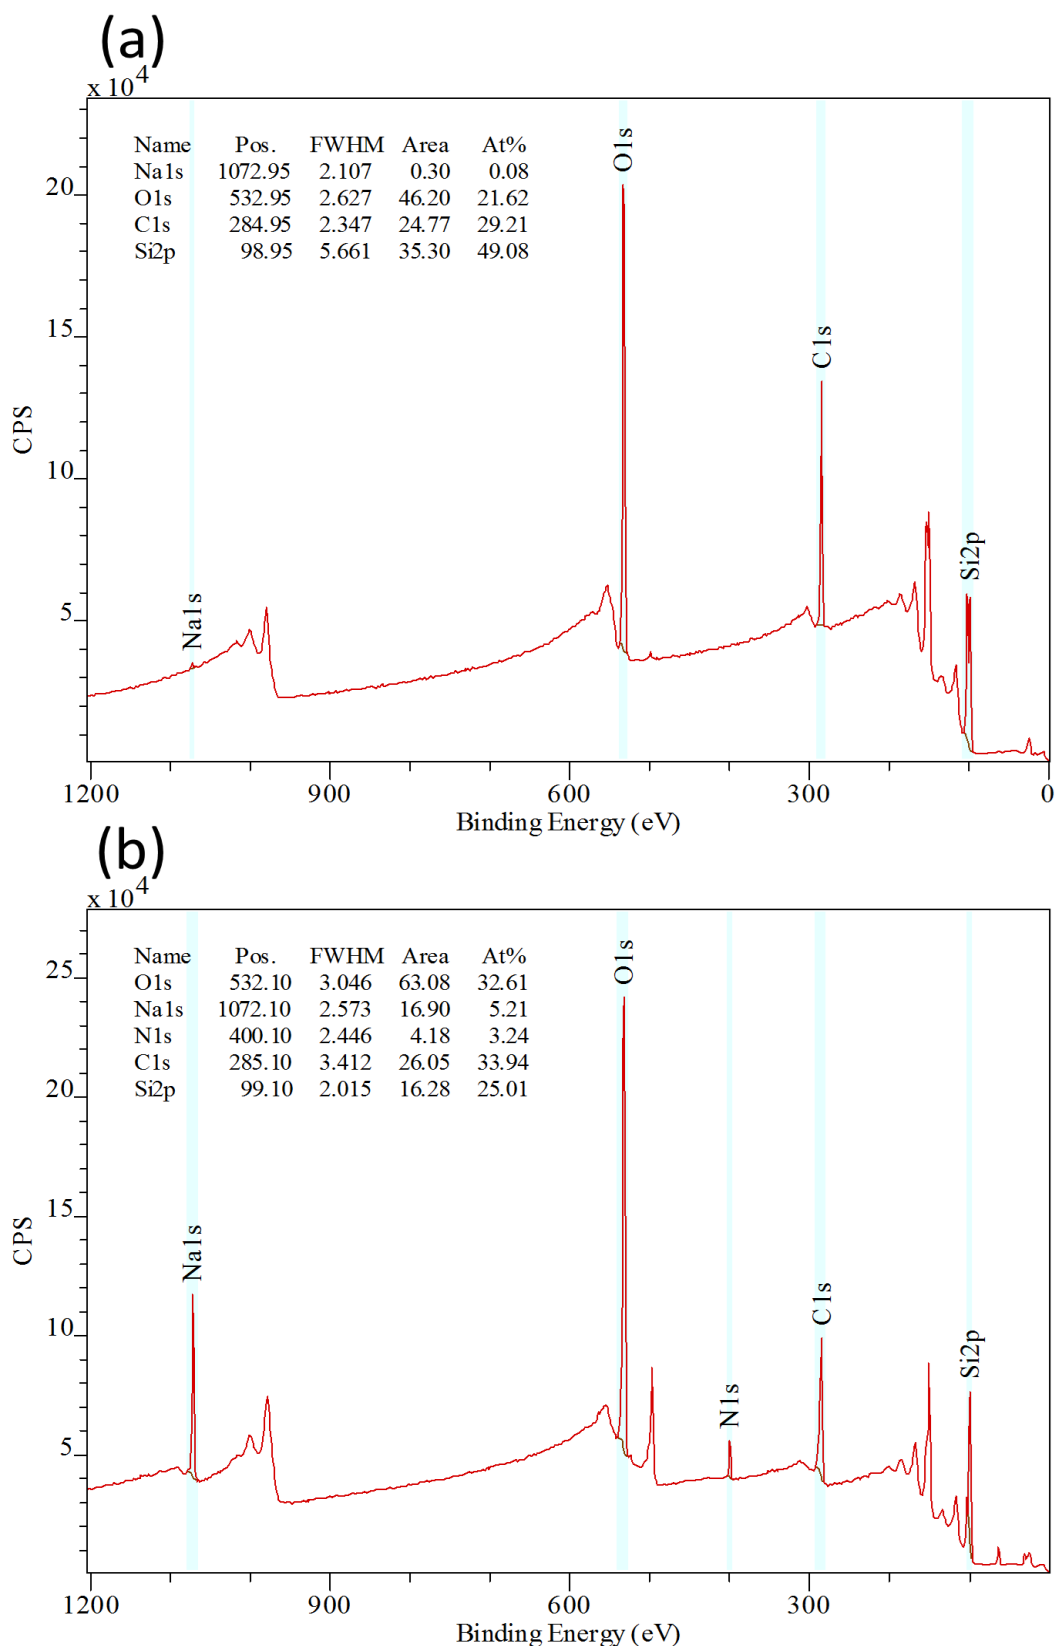 (a)
x 10⁴
Name Pos. FWHM Area At%
Na1s 1072.95 2.107 0.30 0.08
O1s 532.95 2.627 46.20 21.62
C1s 284.95 2.347 24.77 29.21
Si2p 98.95 5.661 35.30 49.08
O1s
C1s
Si2p
Na1s
20
15
10
5
CPS
1200 900 600 300 0
Binding Energy (eV)
(b)
x 10⁴
Name Pos. FWHM Area At%
O1s 532.10 3.046 63.08 32.61
Na1s 1072.10 2.573 16.90 5.21
N1s 400.10 2.446 4.18 3.24
C1s 285.10 3.412 26.05 33.94
Si2p 99.10 2.015 16.28 25.01
O1s
Na1s
C1s
Si2p
N1s
25
20
15
10
5
CPS
1200 900 600 300 0
Binding Energy (eV)